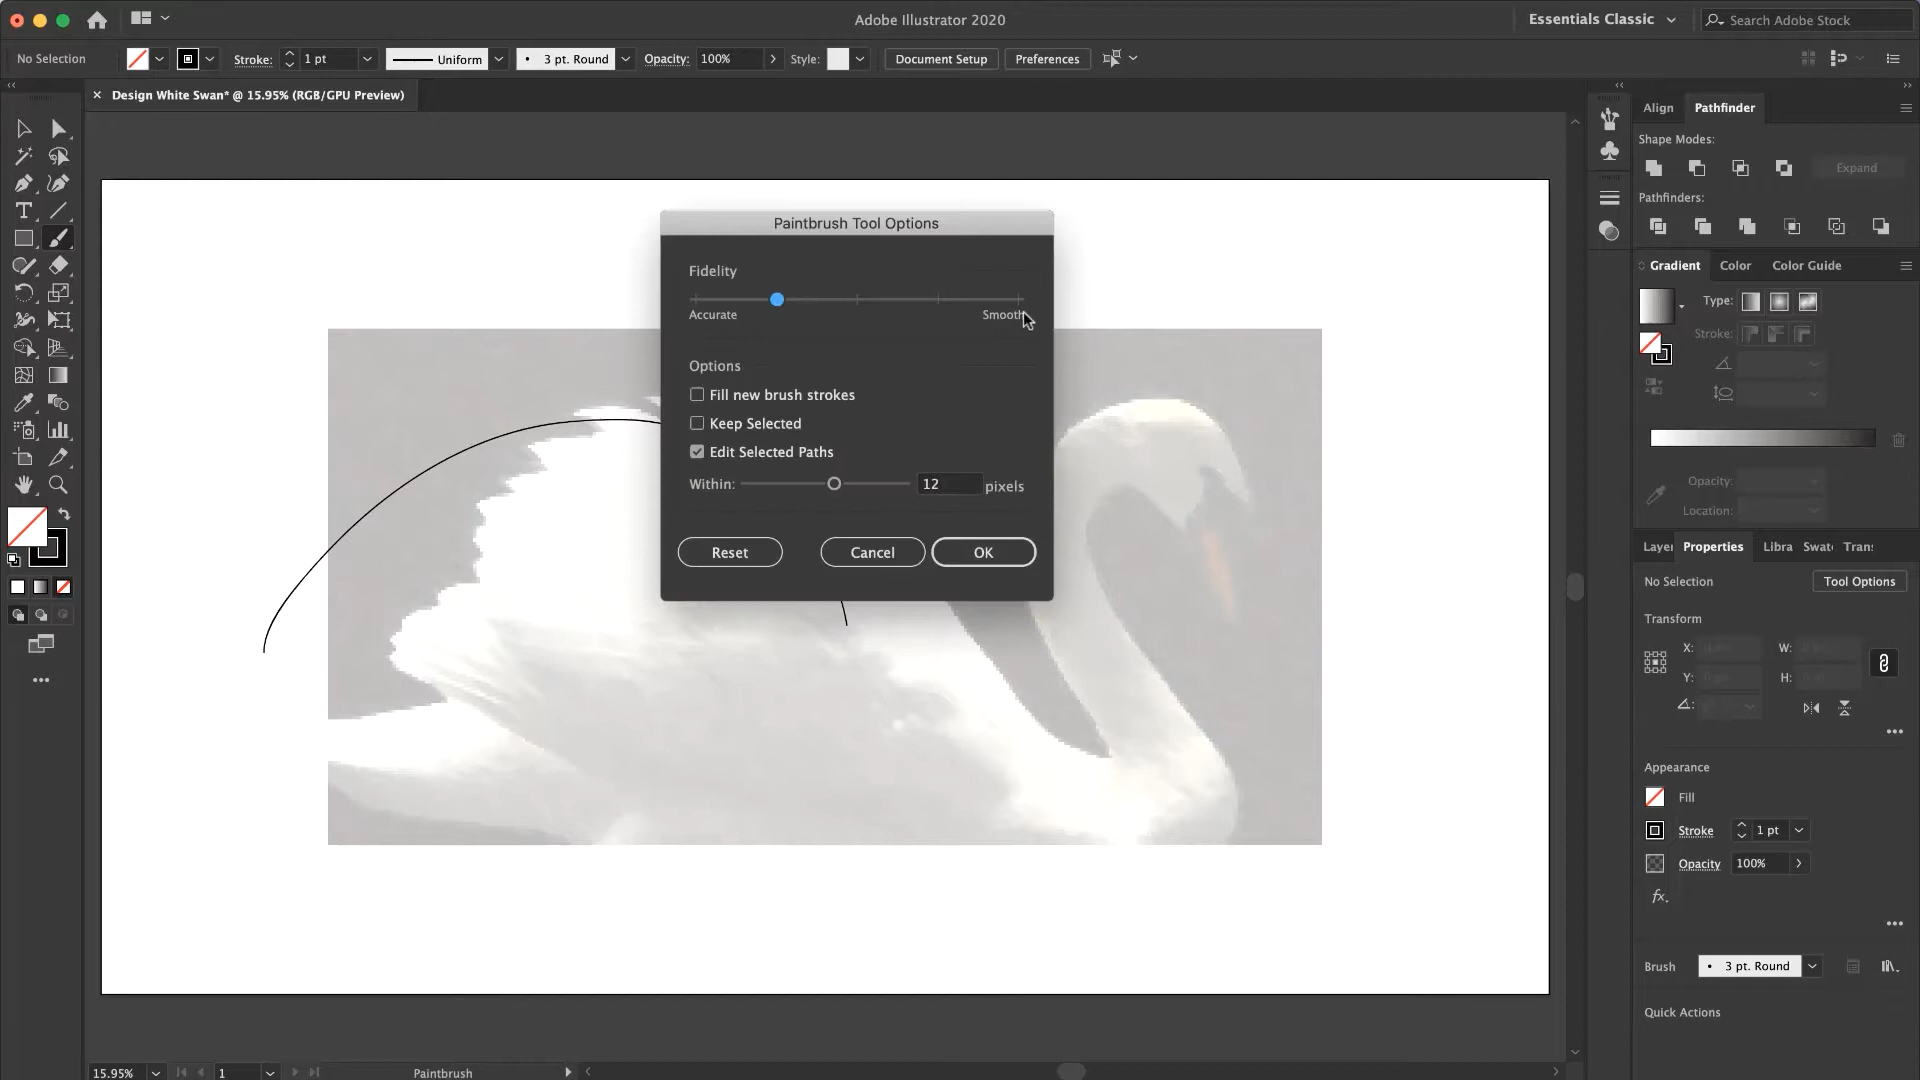 Adobe Illustrator 2020
Essentials Classic
Search Adobe Stock
No Selection
Stroke: 1 pt
Uniform
3 pt. Round
Opacity: 100%
Style:
Document Setup
Preferences
Design White Swan* @ 15.95% (RGB/GPU Preview)
Align Pathfinder
Shape Modes:
Expand
Pathfinders:
Gradient Color Color Guide
Type:
Stroke:
Opacity:
Location:
Paintbrush Tool Options
Fidelity
Accurate Smooth
Options
Fill new brush strokes
Keep Selected
Edit Selected Paths
Within: 12 pixels
Reset Cancel OK
Layer Properties Libra Swatc Trans
No Selection
Tool Options
Transform
X: W:
Y: H:
Appearance
Fill
Stroke 1 pt
Opacity 100%
fx.
Brush 3 pt. Round
Quick Actions
15.95% 1 Paintbrush